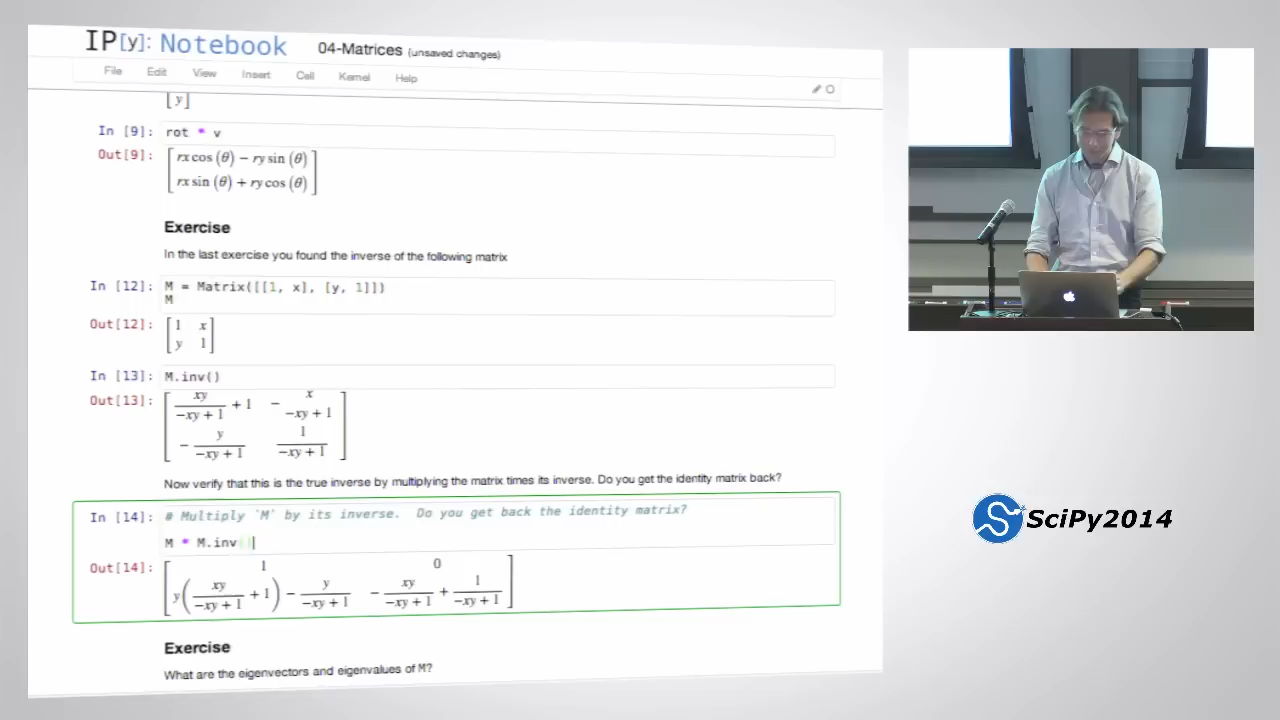 IP[y]: Notebook 04-Matrices (unsaved changes)
File Edit View Insert Cell Kernel Help
[y]
In [9]: rot * v
Out[9]: [rx cos (θ) − ry sin (θ)
rx sin (θ) + ry cos (θ)]
Exercise
In the last exercise you found the inverse of the following matrix
In [12]: M = Matrix([[1, x], [y, 1]])
M
Out[12]: [1 x
y 1]
In [13]: M.inv()
Out[13]: [xy/(−xy + 1) + 1 − x/(−xy + 1)
− y/(−xy + 1) 1/(−xy + 1)]
Now verify that this is the true inverse by multiplying the matrix times its inverse. Do you get the identity matrix back?
In [14]: # Multiply `M` by its inverse. Do you get back the identity matrix?
M * M.inv()
Out[14]: [1 0
y(xy/(−xy + 1) + 1) − y/(−xy + 1) − xy/(−xy + 1) + 1/(−xy + 1)]
Exercise
What are the eigenvectors and eigenvalues of M?
SciPy2014